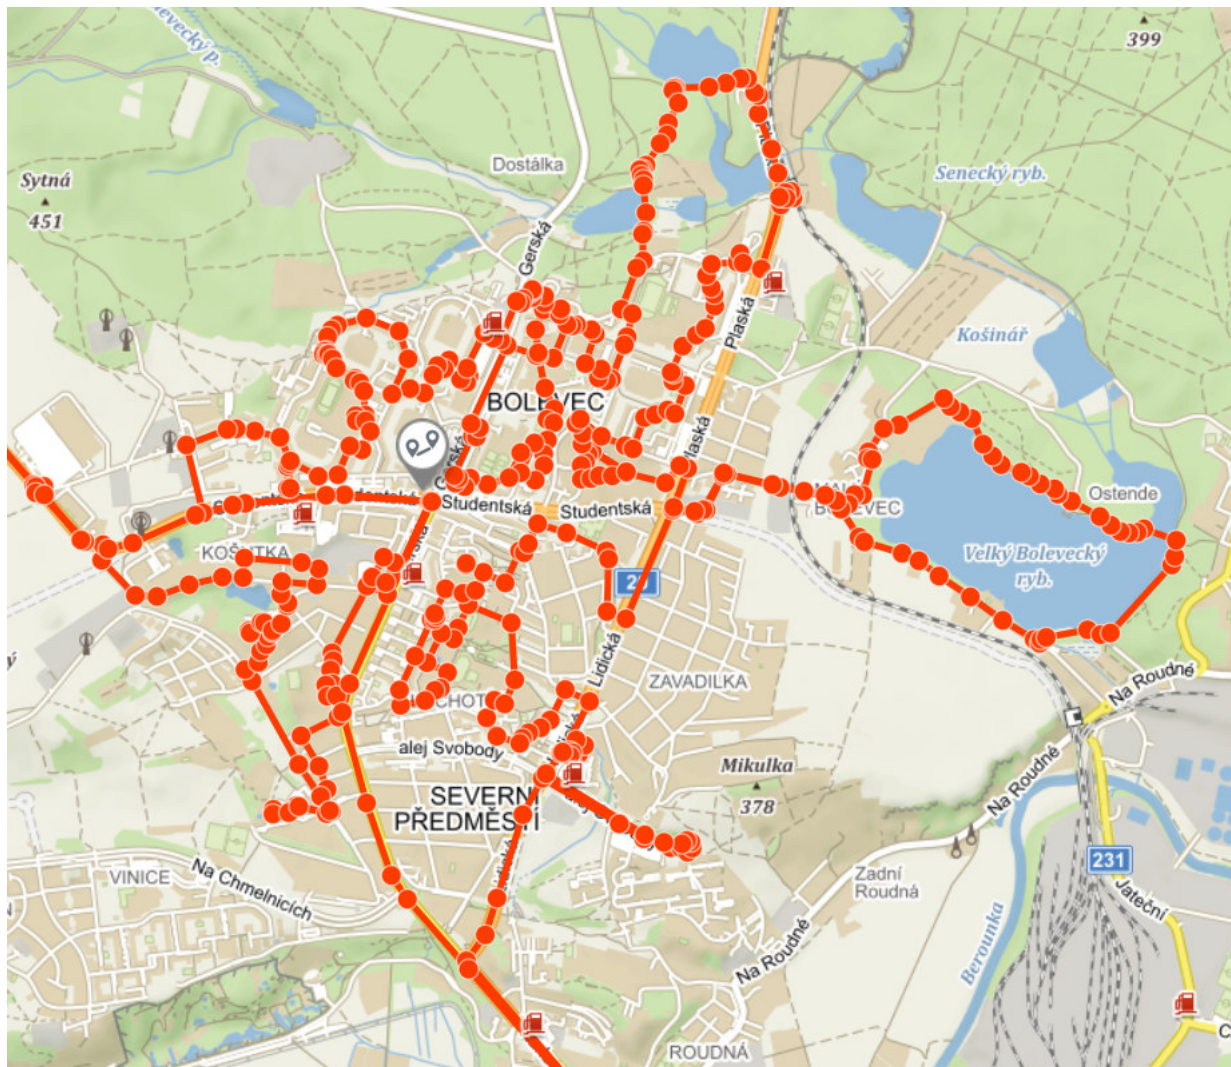 399
Dostálka
Senecký ryb.
Sytná
451
Gerská
Plaská
Košinář
BOLEVEC
Gerská
Ostende
Studentská
Studentská
BOLEVEC
KOŠUTKA
Velký Bolevecký
ryb.
Lidická
ZAVADILKA
Na Roudné
alej Svobody
Mikulka
378
Na Roudné
SEVERNÍ
PŘEDMĚSTÍ
VINICE
Na Chmelnicích
Zadní
Roudná
231
Jateční
Berounka
Na Roudné
ROUDNÁ